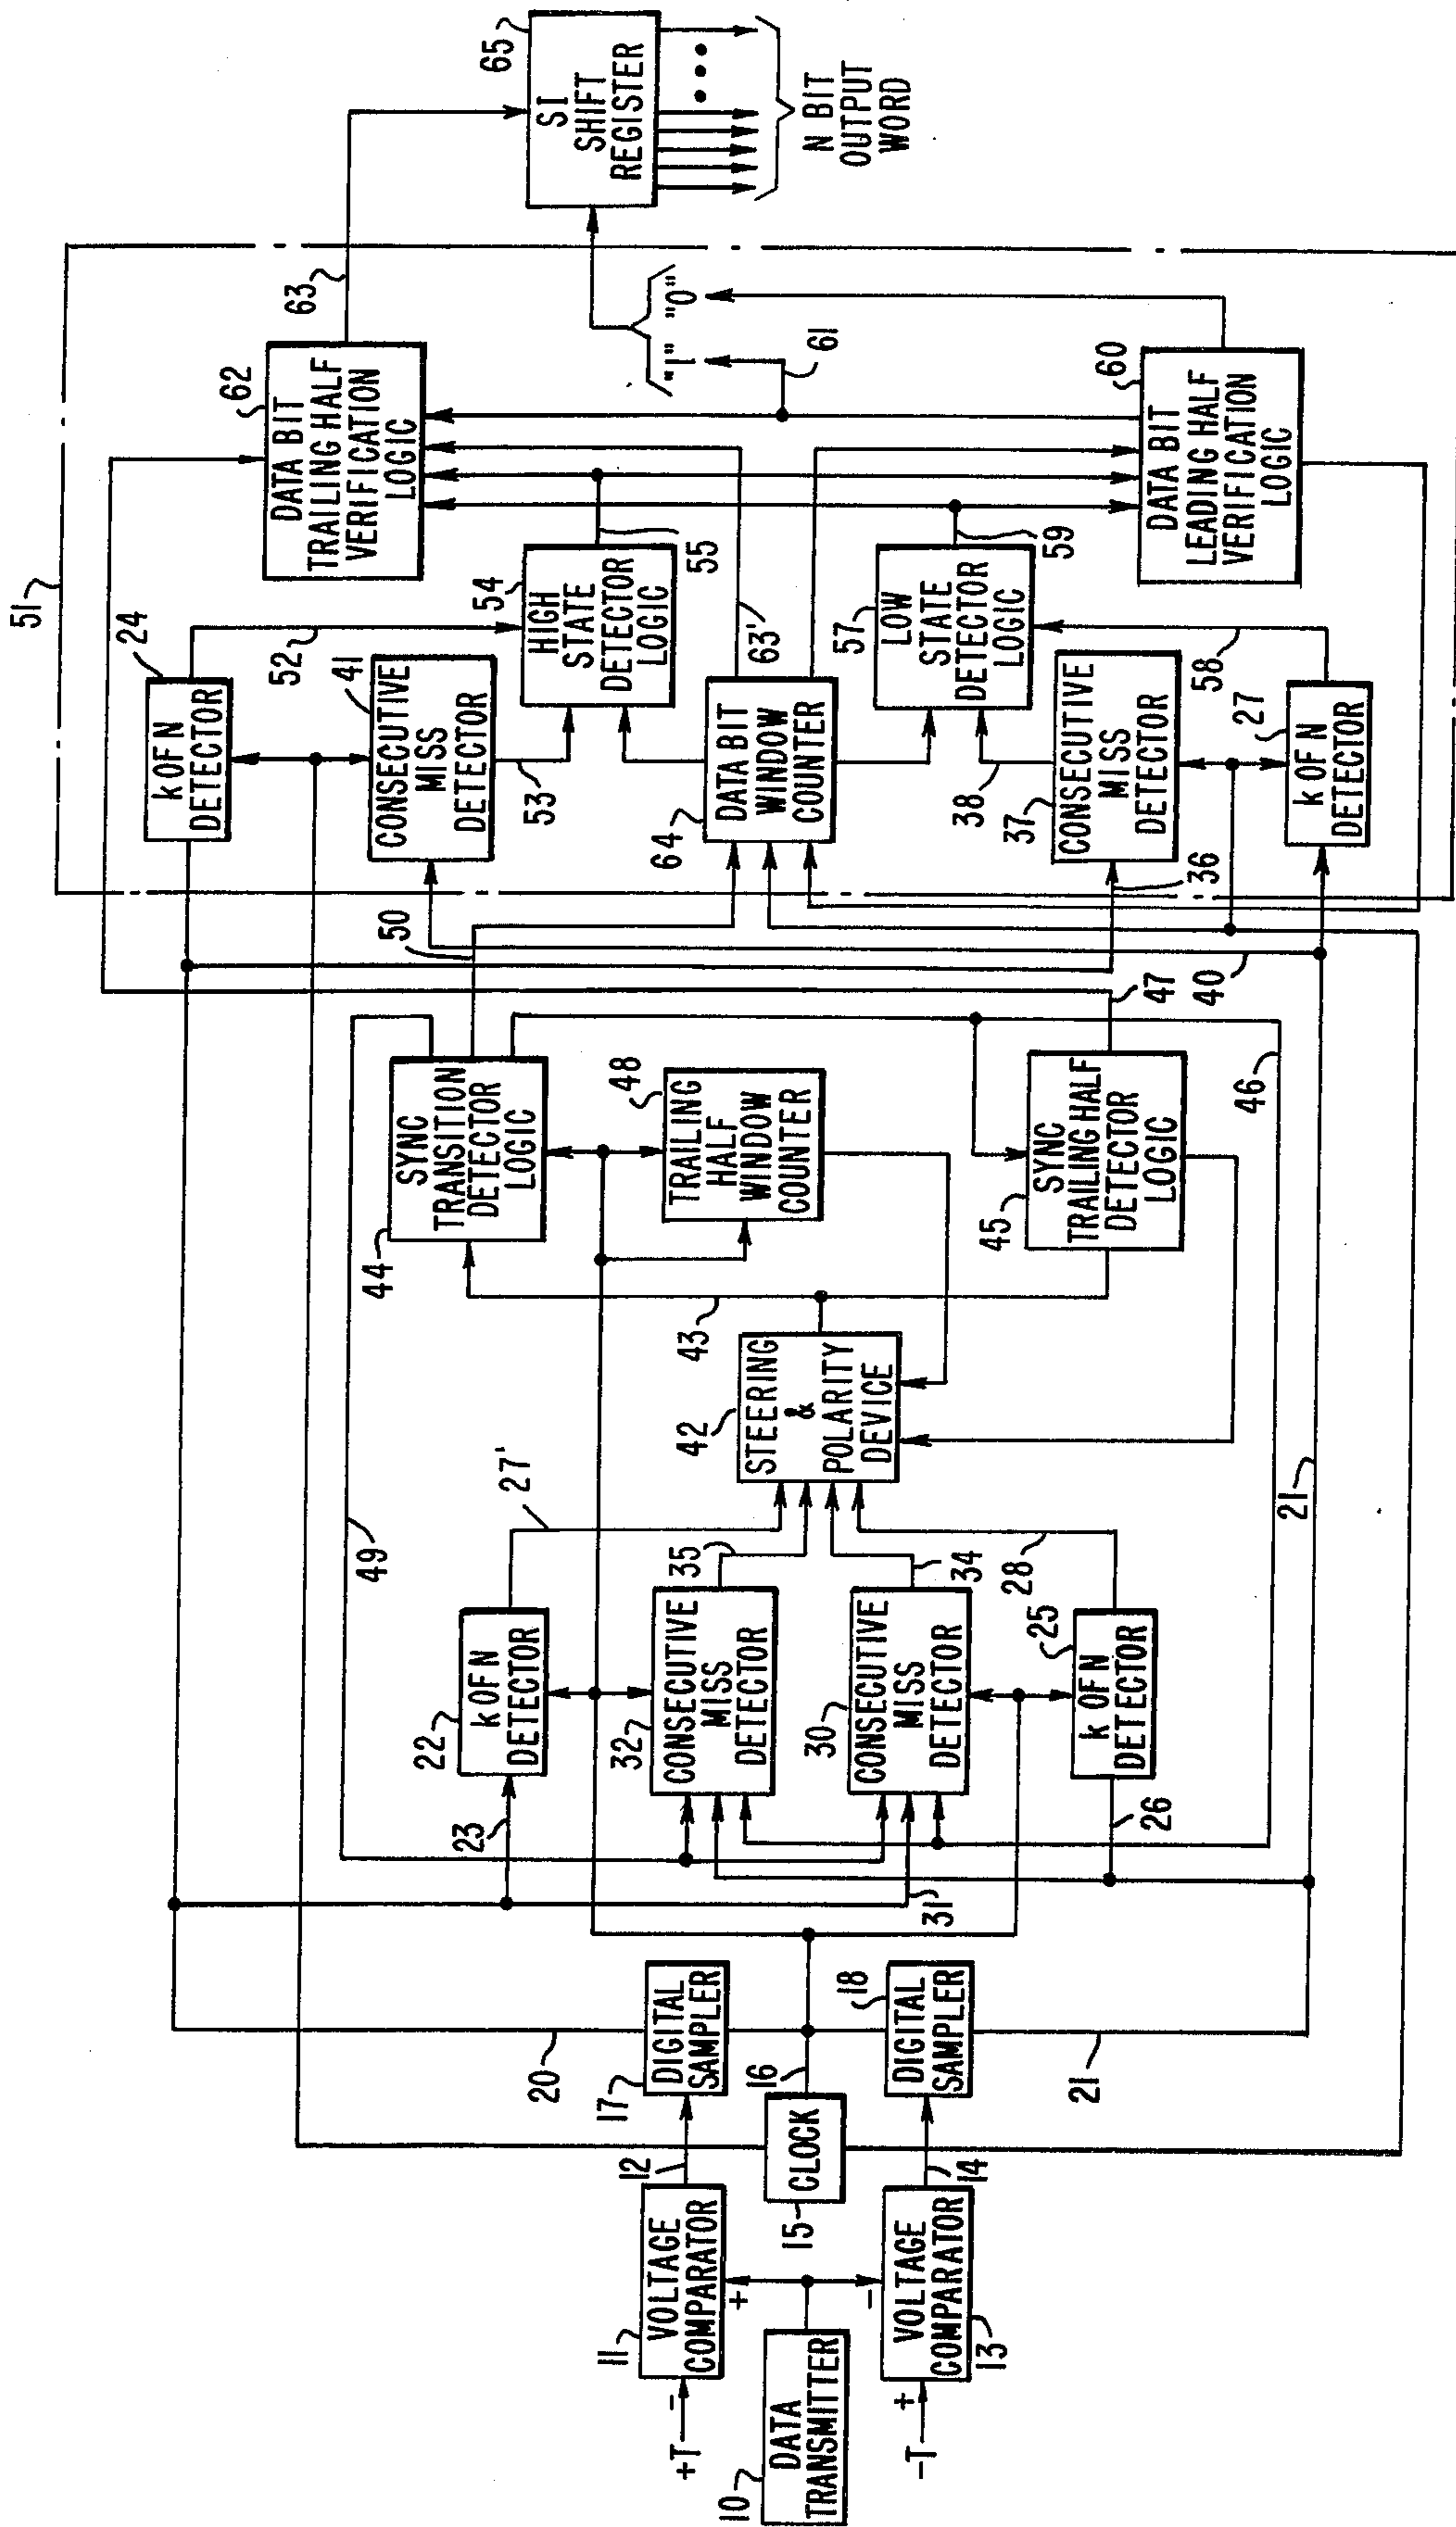 10
DATA
TRANSMITTER
+T
-
11
VOLTAGE
COMPARATOR
+
12
-T
+
13
VOLTAGE
COMPARATOR
-
14
15
CLOCK
16
17
DIGITAL
SAMPLER
18
DIGITAL
SAMPLER
20
21
22
k OF N
DETECTOR
23
27'
32
CONSECUTIVE
MISS
DETECTOR
35
30
CONSECUTIVE
MISS
DETECTOR
34
31
25
k OF N
DETECTOR
26
28
21
49
42
STEERING
&
POLARITY
DEVICE
43
44
SYNC
TRANSITION
DETECTOR
LOGIC
48
TRAILING
HALF
WINDOW
COUNTER
45
SYNC
TRAILING HALF
DETECTOR
LOGIC
46
47
50
40
51
24
k OF N
DETECTOR
52
41
CONSECUTIVE
MISS
DETECTOR
53
54
HIGH
STATE
DETECTOR
LOGIC
55
64
DATA BIT
WINDOW
COUNTER
63'
57
LOW
STATE
DETECTOR
LOGIC
59
38
37
CONSECUTIVE
MISS
DETECTOR
36
58
27
k OF N
DETECTOR
62
DATA BIT
TRAILING HALF
VERIFICATION
LOGIC
63
60
DATA BIT
LEADING HALF
VERIFICATION
LOGIC
61
"1" "0"
65
SI
SHIFT
REGISTER
N BIT
OUTPUT
WORD